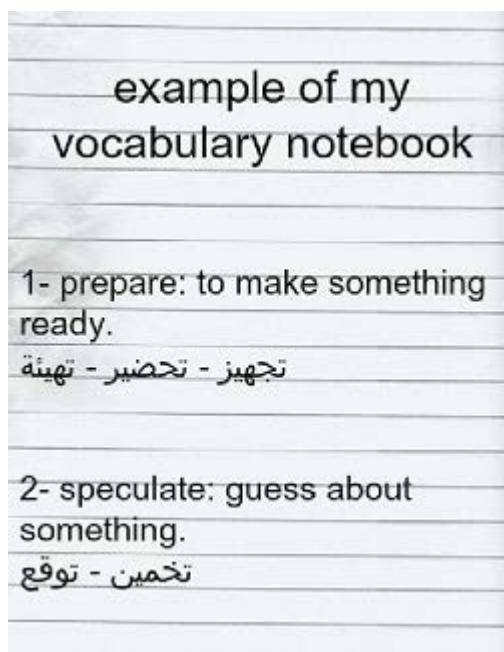 example of my
vocabulary notebook
1- prepare: to make something
ready.
تجهيز - تحضير - تهيئة
2- speculate: guess about
something.
تخمين - توقع